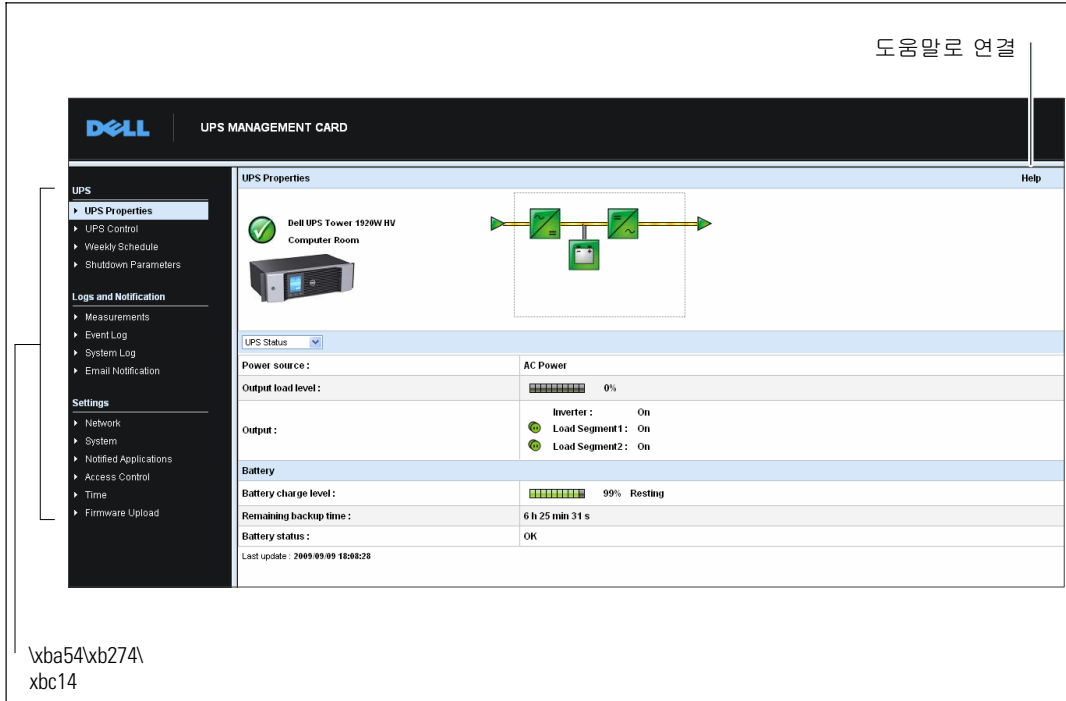 도움말로 연결
DELL
UPS MANAGEMENT CARD
UPS
UPS Properties
UPS Control
Weekly Schedule
Shutdown Parameters
Logs and Notification
Measurements
Event Log
System Log
Email Notification
Settings
Network
System
Notified Applications
Access Control
Time
Firmware Upload
UPS Properties Help
Dell UPS Tower 1920W HV
Computer Room
UPS Status
Power source : AC Power
Output load level : 0%
Output :
Inverter : On
Load Segment1 : On
Load Segment2 : On
Battery
Battery charge level : 99% Resting
Remaining backup time : 6 h 25 min 31 s
Battery status : OK
Last update : 2009/09/09 18:08:28
\xba54\xb274\
xbc14